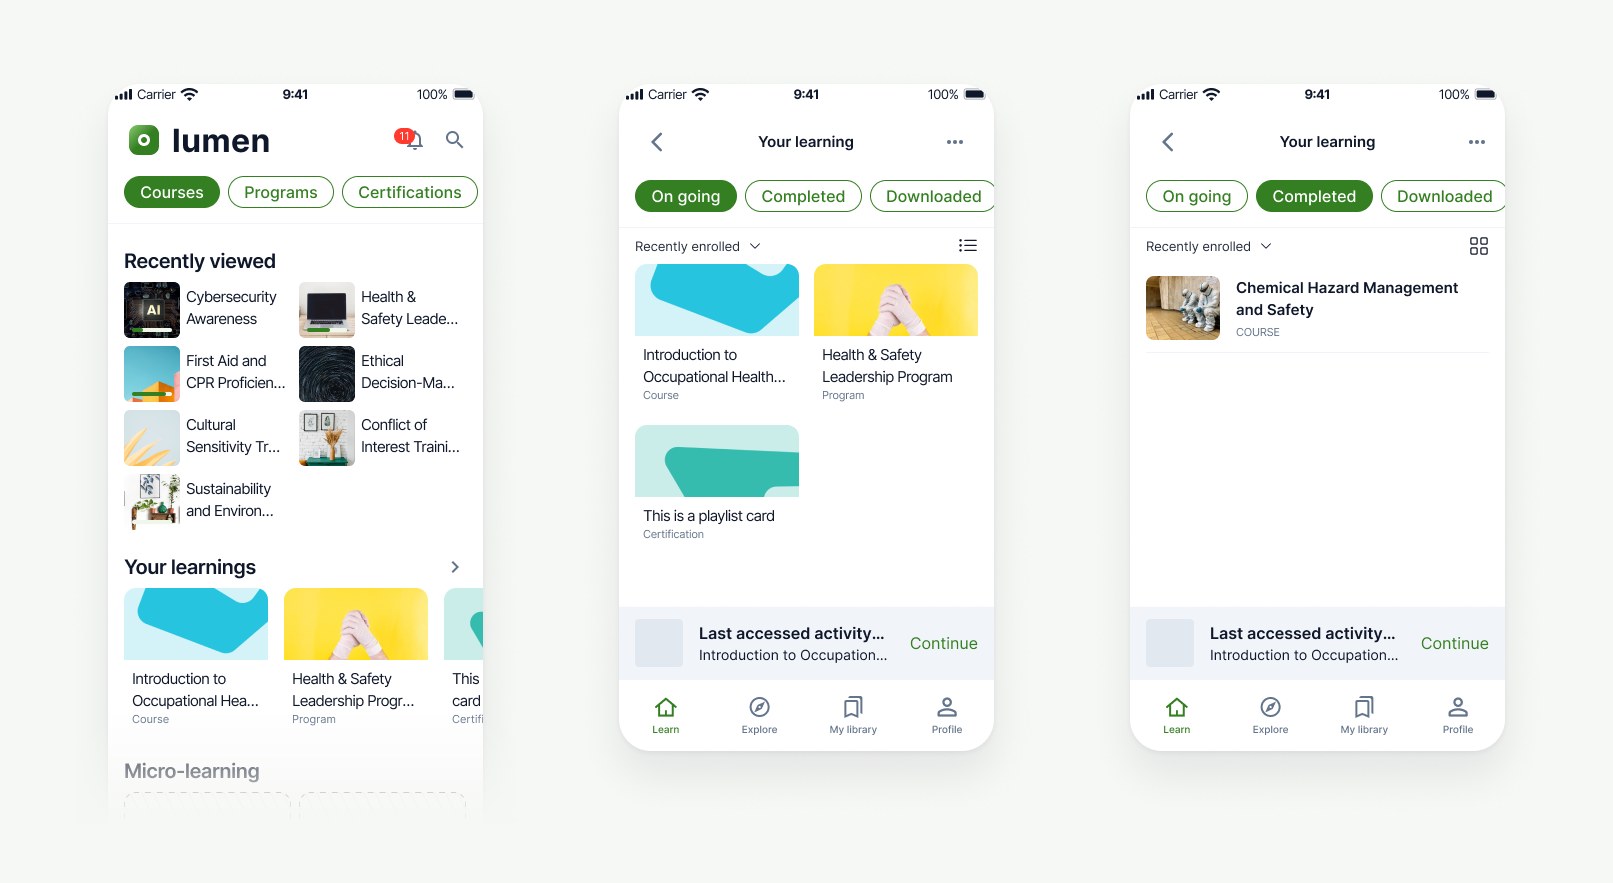 Carrier 9:41 100%
lumen
11
Courses Programs Certifications
Recently viewed
AI
Cybersecurity
Awareness
Health &
Safety Leade...
First Aid and
CPR Proficien...
Ethical
Decision-Ma...
Cultural
Sensitivity Tr...
Conflict of
Interest Traini...
Sustainability
and Environ...
Your learnings
Introduction to
Occupational Hea...
Course
Health & Safety
Leadership Progr...
Program
This
card
Certifi
Micro-learning
Carrier 9:41 100%
Your learning
On going Completed Downloaded
Recently enrolled
Introduction to
Occupational Health...
Course
Health & Safety
Leadership Program
Program
This is a playlist card
Certification
Last accessed activity...
Introduction to Occupation...
Continue
Learn Explore My library Profile
Carrier 9:41 100%
Your learning
On going Completed Downloaded
Recently enrolled
Chemical Hazard Management
and Safety
COURSE
Last accessed activity...
Introduction to Occupation...
Continue
Learn Explore My library Profile